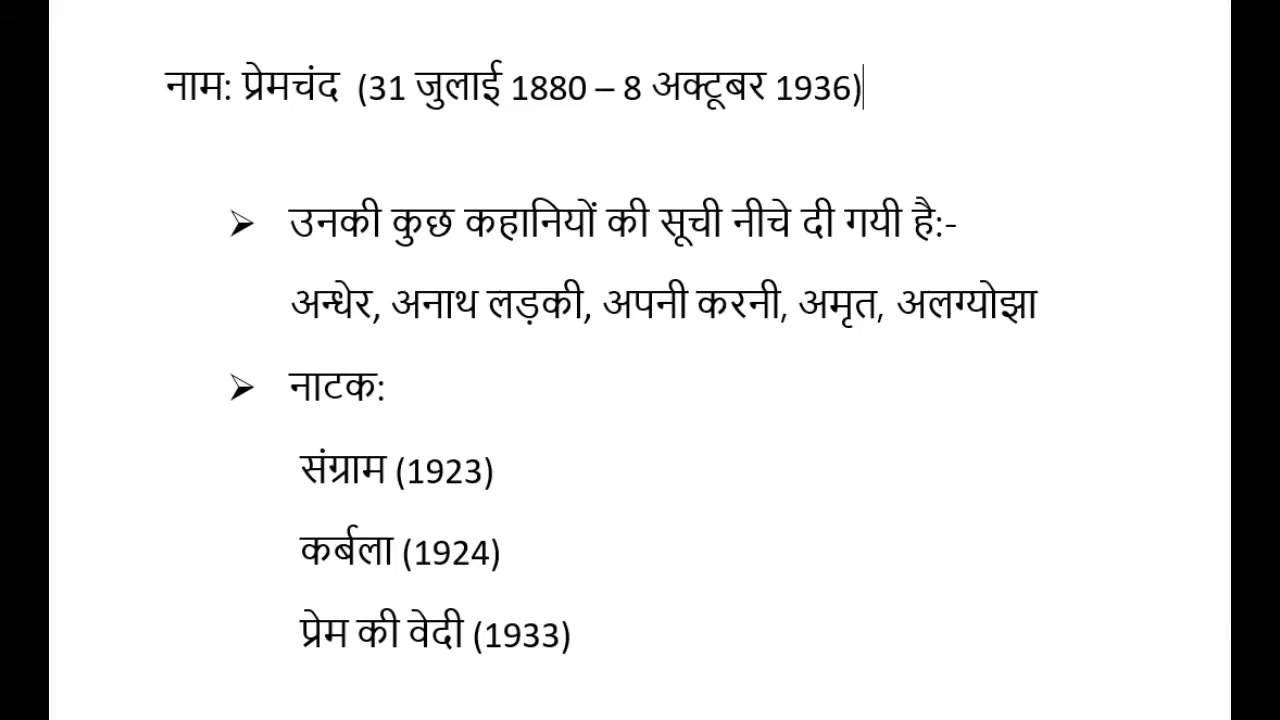 नाम: प्रेमचंद (31 जुलाई 1880 – 8 अक्टूबर 1936)
➢ उनकी कुछ कहानियों की सूची नीचे दी गयी है:-
अन्धेर, अनाथ लड़की, अपनी करनी, अमृत, अलग्योझा
➢ नाटक:
संग्राम (1923)
कर्बला (1924)
प्रेम की वेदी (1933)